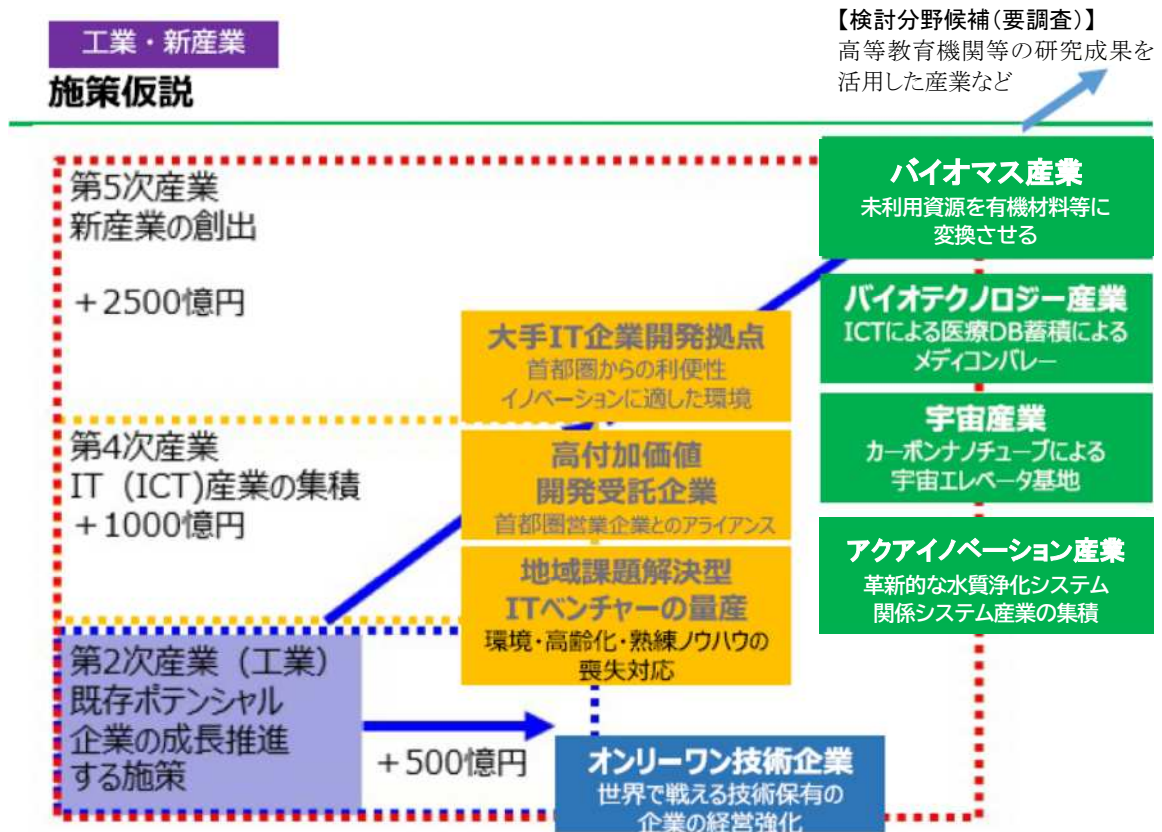 工業・新産業
施策仮説
【検討分野候補(要調査)】
高等教育機関等の研究成果を
活用した産業など
第5次産業
新産業の創出
＋2500憶円
第4次産業
IT (ICT)産業の集積
＋1000憶円
第2次産業（工業）
既存ポテンシャル
企業の成長推進
する施策
＋500憶円
大手IT企業開発拠点
首都圏からの利便性
イノベーションに適した環境
高付加価値
開発受託企業
首都圏営業企業とのアライアンス
地域課題解決型
ITベンチャーの量産
環境・高齢化・熟練ノウハウの
喪失対応
オンリーワン技術企業
世界で戦える技術保有の
企業の経営強化
バイオマス産業
未利用資源を有機材料等に
変換させる
バイオテクノロジー産業
ICTによる医療DB蓄積による
メディコンバレー
宇宙産業
カーボンナノチューブによる
宇宙エレベータ基地
アクアイノベーション産業
革新的な水質浄化システム
関係システム産業の集積